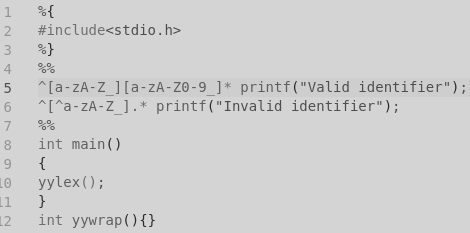 1 %{
2 #include<stdio.h>
3 %}
4 %%
5 ^[a-zA-Z_][a-zA-Z0-9_]* printf("Valid identifier");
6 ^[^a-zA-Z_].* printf("Invalid identifier");
7 %%
8 int main()
9 {
10 yylex();
11 }
12 int yywrap(){}